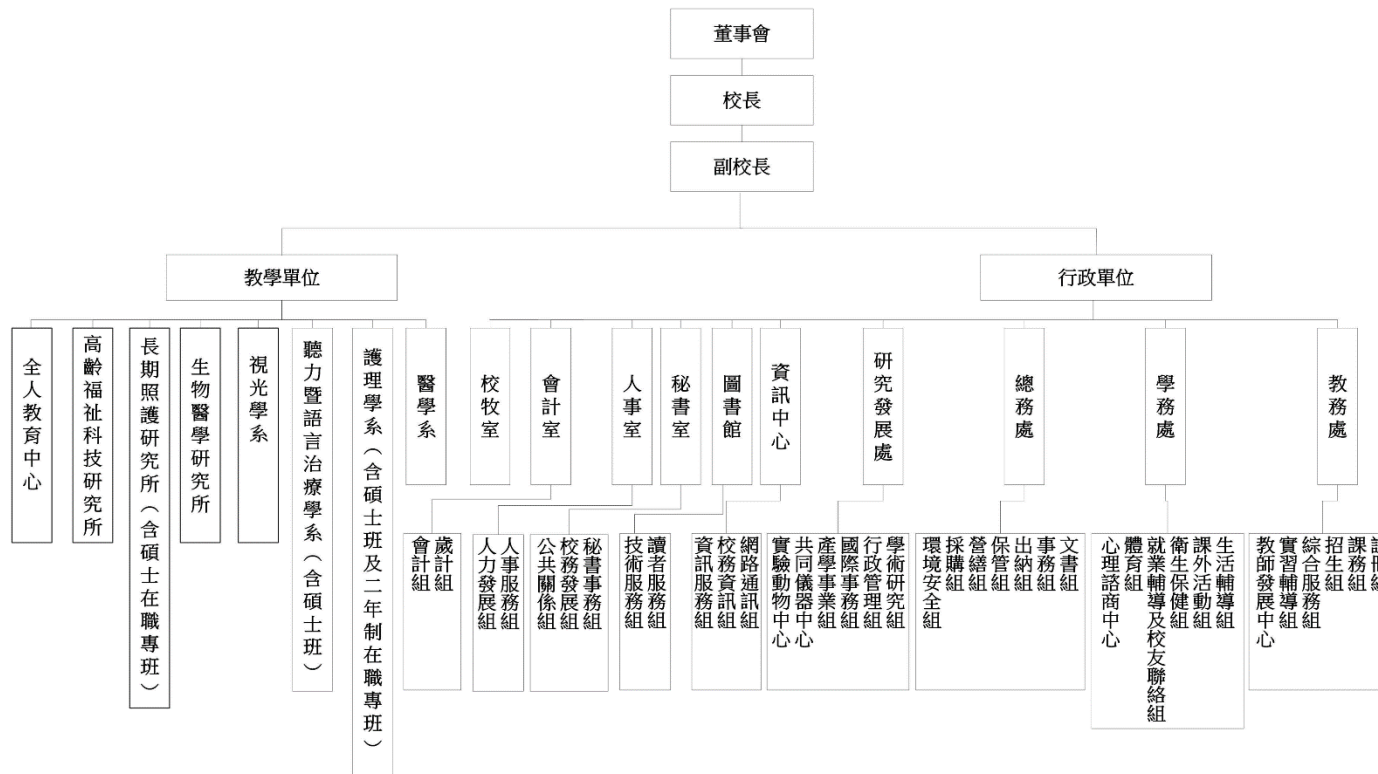 董事會
校長
副校長
教學單位
行政單位
全人教育中心
高齡福祉科技研究所
長期照護研究所（含碩士在職專班）
生物醫學研究所
視光學系
聽力暨語言治療學系（含碩士班）
護理學系（含碩士班及二年制在職專班）
醫學系
校牧室
會計室
人事室
秘書室
圖書館
資訊中心
研究發展處
總務處
學務處
教務處
歲計組
會計組
人事服務組
人力發展組
秘書事務組
校務發展組
公共關係組
讀者服務組
技術服務組
網路通訊組
校務資訊組
資訊服務組
學術研究組
行政管理組
國際事務組
產學事業組
共同儀器中心
實驗動物中心
文書組
事務組
出納組
保管組
營繕組
採購組
環境安全組
生活輔導組
課外活動組
衛生保健組
就業輔導及校友聯絡組
體育組
心理諮商中心
課務組
招生組
綜合服務組
實習輔導組
教師發展中心